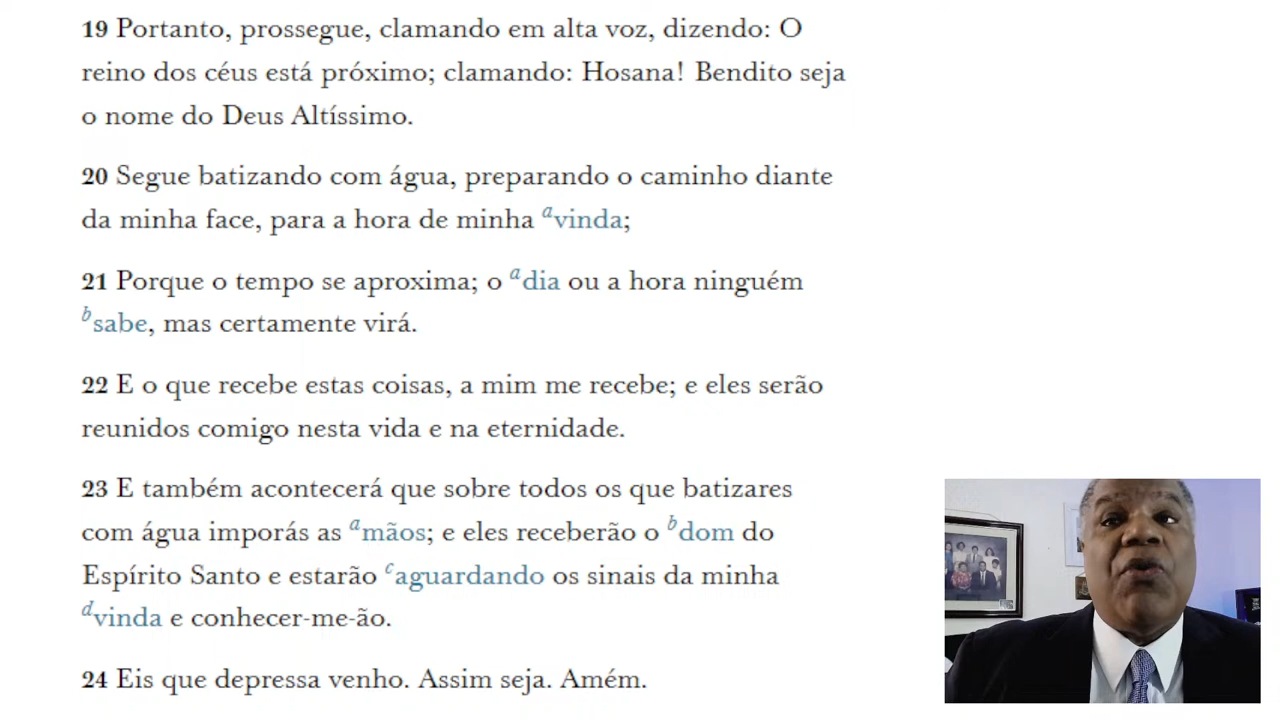 19 Portanto, prossegue, clamando em alta voz, dizendo: O
reino dos céus está próximo; clamando: Hosana! Bendito seja
o nome do Deus Altíssimo.
20 Segue batizando com água, preparando o caminho diante
da minha face, para a hora de minha ᵃvinda;
21 Porque o tempo se aproxima; o ᵃdia ou a hora ninguém
ᵇsabe, mas certamente virá.
22 E o que recebe estas coisas, a mim me recebe; e eles serão
reunidos comigo nesta vida e na eternidade.
23 E também acontecerá que sobre todos os que batizares
com água imporás as ᵃmãos; e eles receberão o ᵇdom do
Espírito Santo e estarão ᶜaguardando os sinais da minha
ᵈvinda e conhecer-me-ão.
24 Eis que depressa venho. Assim seja. Amém.